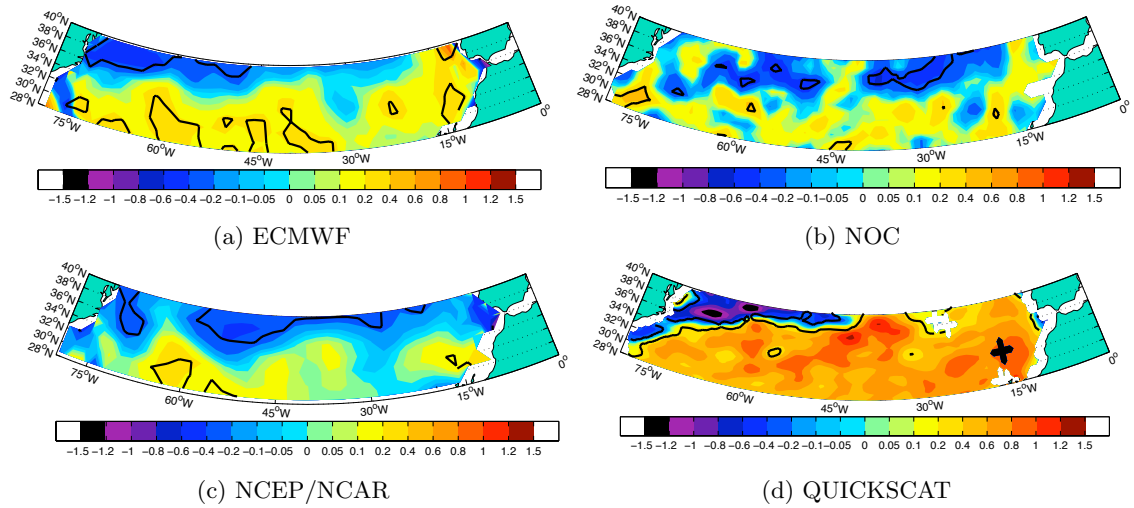 40°N
38°N
36°N
34°N
32°N
30°N
28°N
75°W
60°W
45°W
30°W
15°W
0°
−1.5 −1.2 −1 −0.8 −0.6 −0.4 −0.2 −0.1 −0.05 0 0.05 0.1 0.2 0.4 0.6 0.8 1 1.2 1.5
(a) ECMWF
40°N
38°N
36°N
34°N
32°N
30°N
28°N
75°W
60°W
45°W
30°W
15°W
0°
−1.5 −1.2 −1 −0.8 −0.6 −0.4 −0.2 −0.1−0.05 0 0.05 0.1 0.2 0.4 0.6 0.8 1 1.2 1.5
(b) NOC
40°N
38°N
36°N
34°N
32°N
30°N
28°N
75°W
60°W
45°W
30°W
15°W
0°
−1.5 −1.2 −1 −0.8 −0.6 −0.4 −0.2 −0.1−0.05 0 0.05 0.1 0.2 0.4 0.6 0.8 1 1.2 1.5
(c) NCEP/NCAR
40°N
38°N
36°N
34°N
32°N
30°N
28°N
75°W
60°W
45°W
30°W
15°W
0°
−1.5−1.2 −1 −0.8 −0.6 −0.4 −0.2 −0.1−0.05 0 0.05 0.1 0.2 0.4 0.6 0.8 1 1.2 1.5
(d) QUICKSCAT